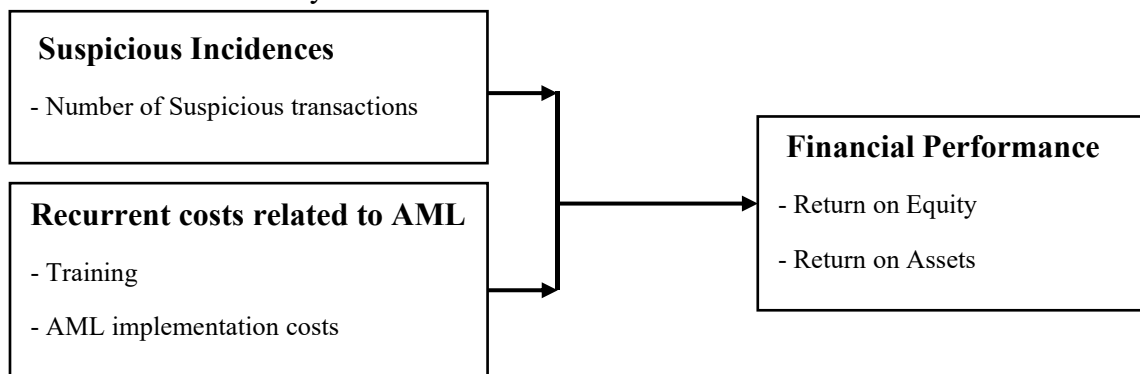 Suspicious Incidences
- Number of Suspicious transactions
Recurrent costs related to AML
- Training
- AML implementation costs
Financial Performance
- Return on Equity
- Return on Assets